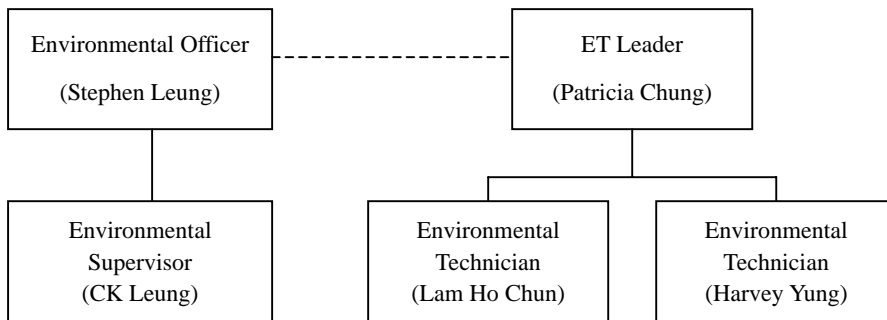 Environmental Officer
(Stephen Leung)
ET Leader
(Patricia Chung)
Environmental
Supervisor
(CK Leung)
Environmental
Technician
(Lam Ho Chun)
Environmental
Technician
(Harvey Yung)